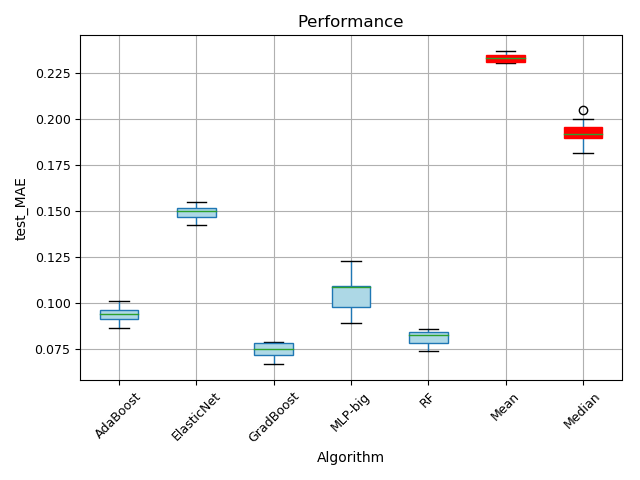 Performance
test_MAE
0.225
0.200
0.175
0.150
0.125
0.100
0.075
AdaBoost
ElasticNet
GradBoost
MLP-big
RF
Mean
Median
Algorithm